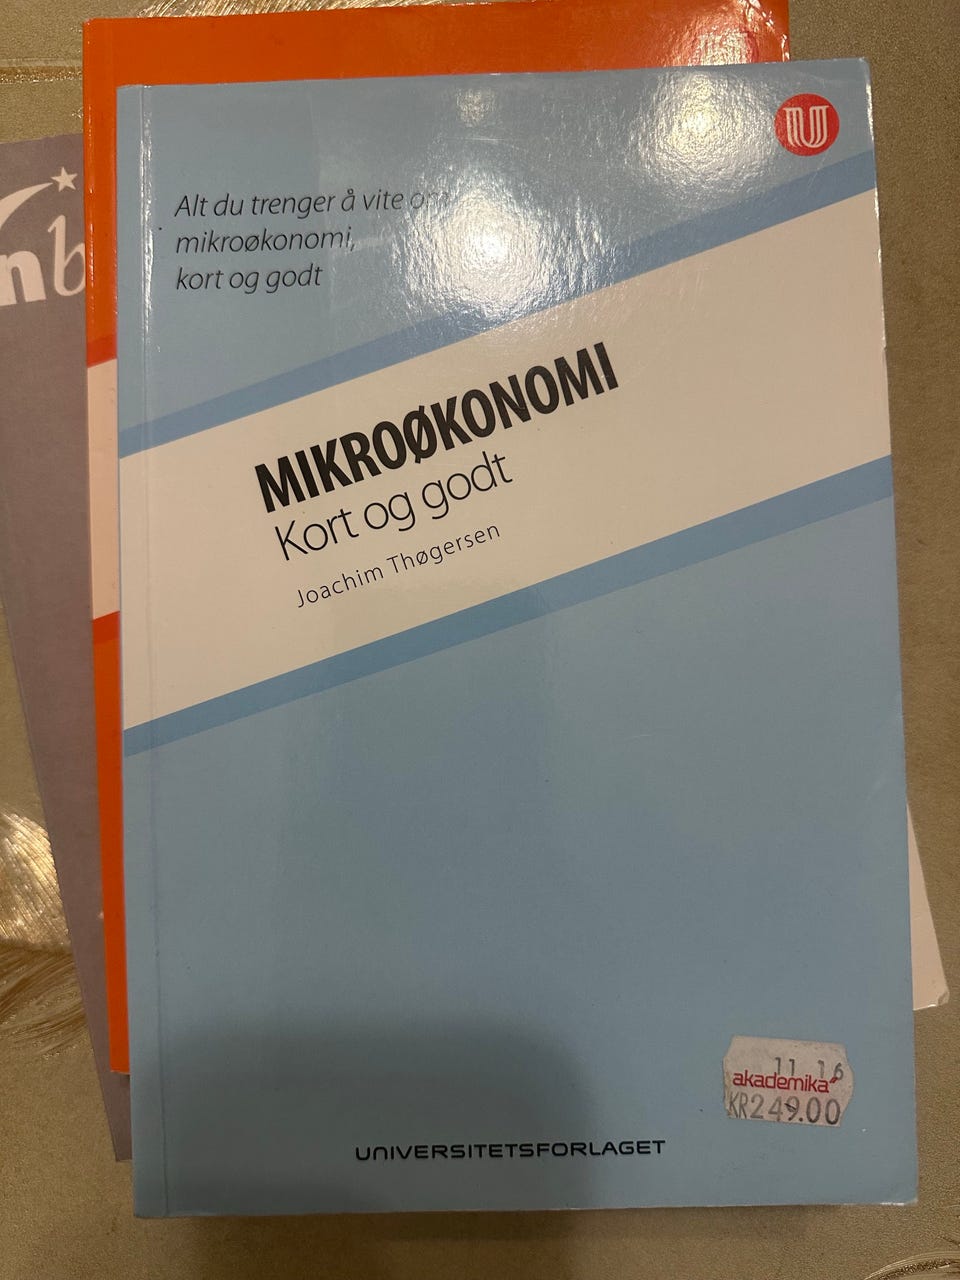 Alt du trenger å vite om
mikroøkonomi,
kort og godt
MIKROØKONOMI
Kort og godt
Joachim Thøgersen
nb
11 16
akademika
KR249.00
UNIVERSITETSFORLAGET